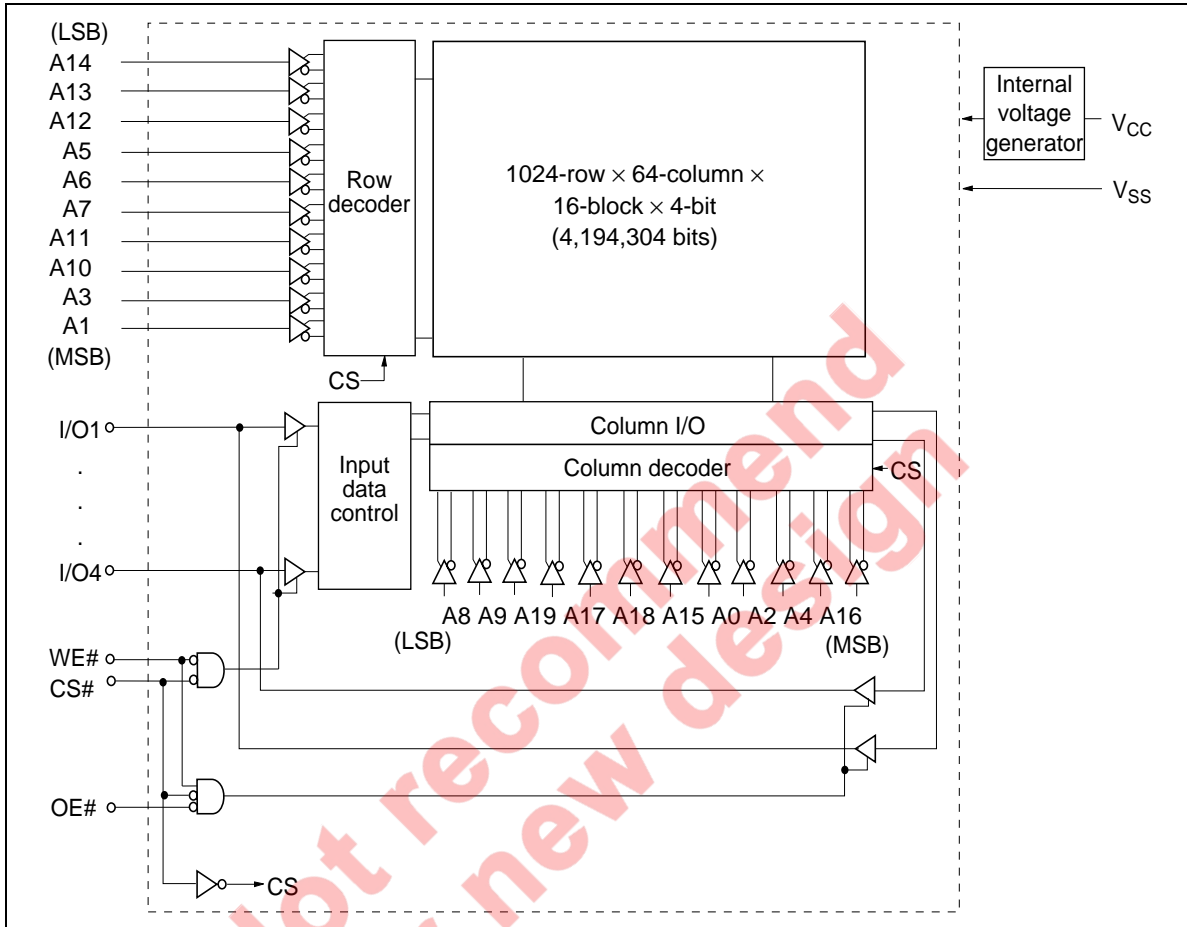 (LSB)
A14
A13
A12
A5
A6
A7
A11
A10
A3
A1
(MSB)
Row
decoder
CS
1024-row × 64-column ×
16-block × 4-bit
(4,194,304 bits)
Internal
voltage
generator
VCC
VSS
I/O1
.
.
.
I/O4
Input
data
control
Column I/O
Column decoder
CS
A8 A9 A19 A17 A18 A15 A0 A2 A4 A16
(LSB) (MSB)
WE#
CS#
OE#
CS
Not recommend
new design